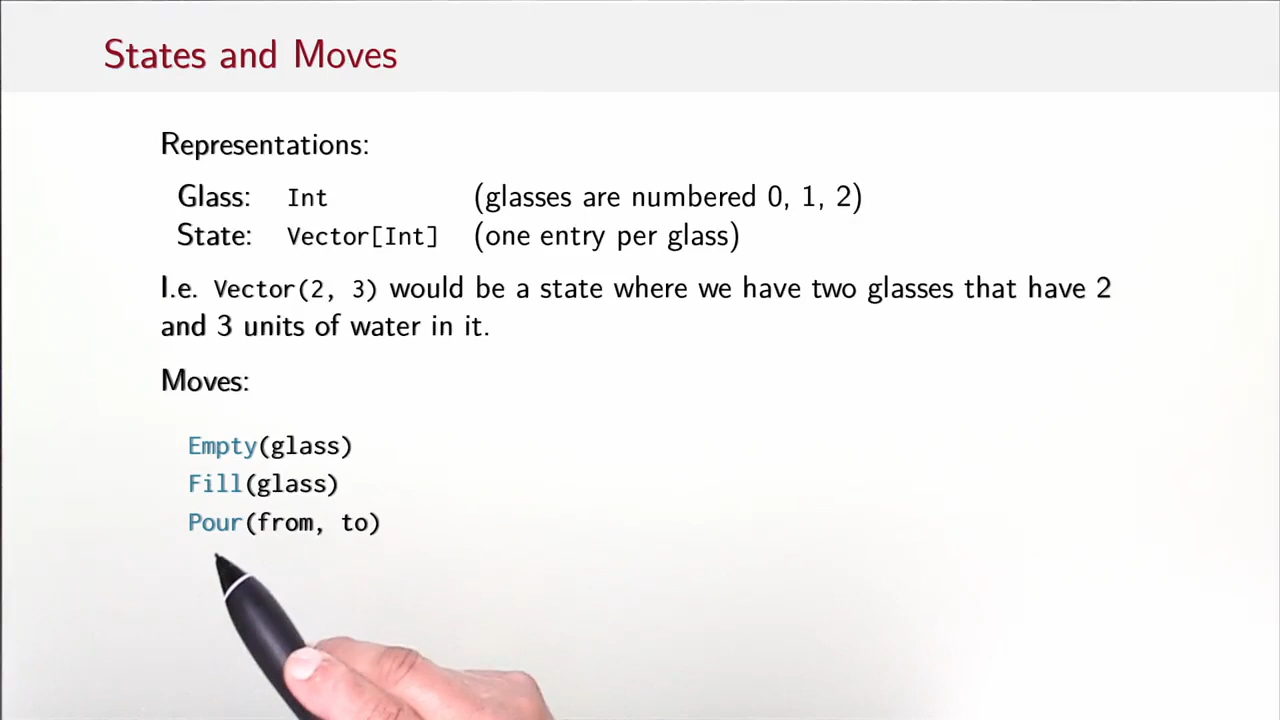 States and Moves
Representations:
Glass: Int (glasses are numbered 0, 1, 2)
State: Vector[Int] (one entry per glass)
I.e. Vector(2, 3) would be a state where we have two glasses that have 2
and 3 units of water in it.
Moves:
Empty(glass)
Fill(glass)
Pour(from, to)